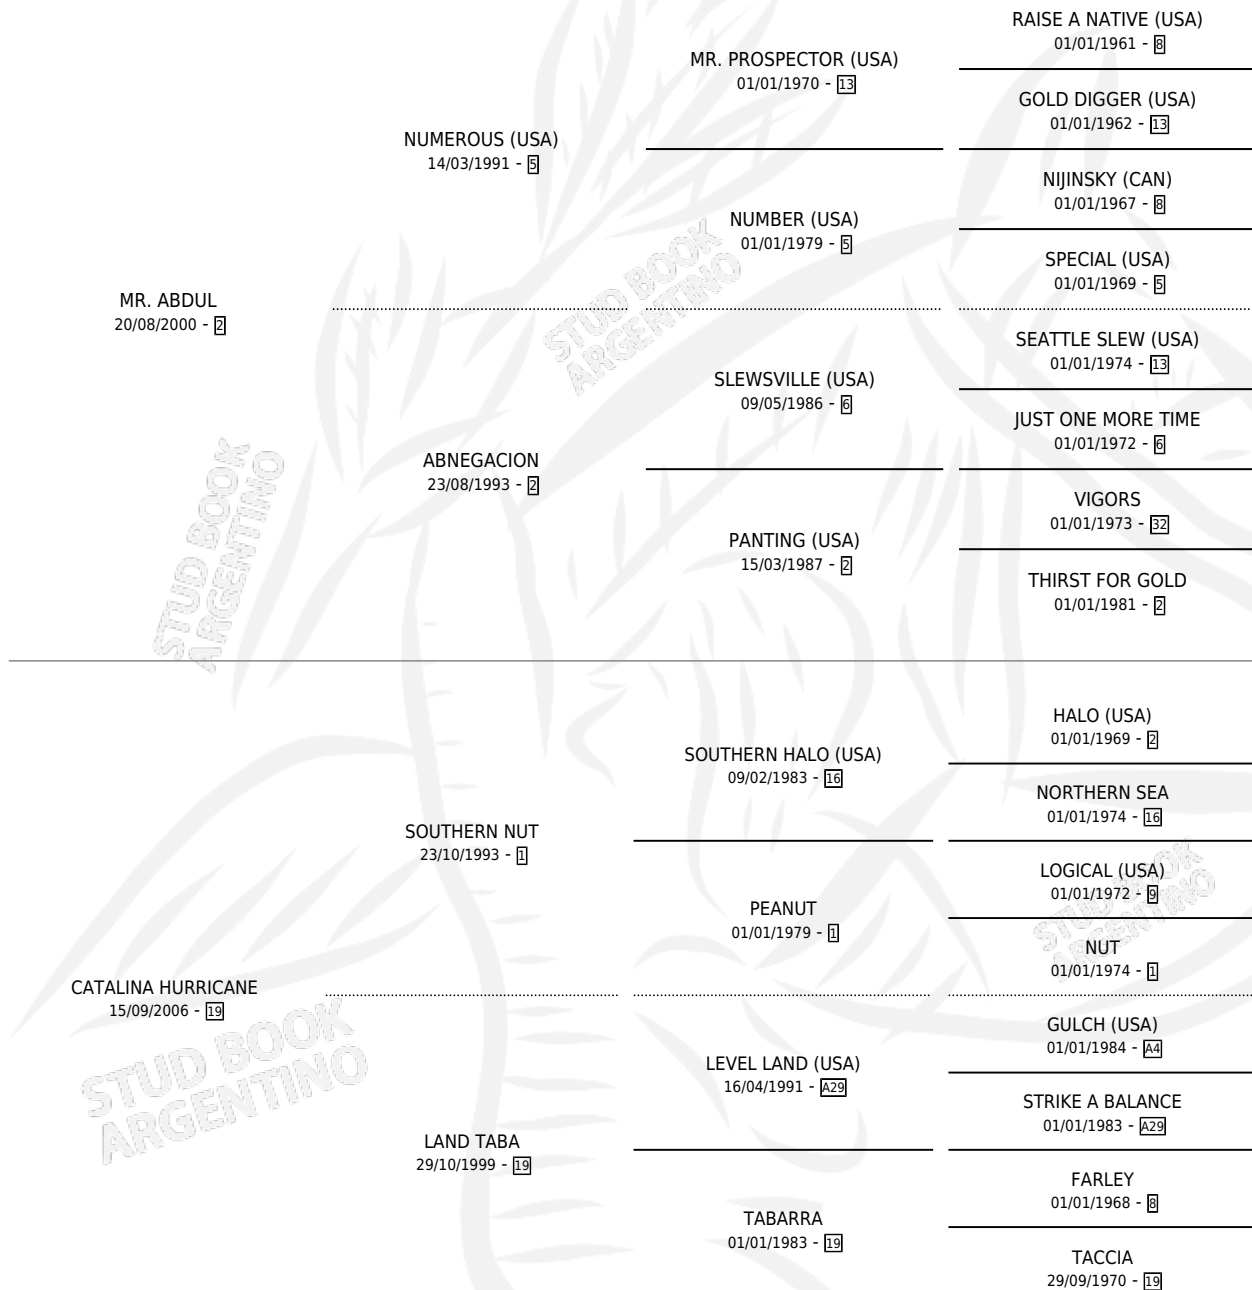 RAISE A NATIVE (USA)
01/01/1961 - 8
MR. PROSPECTOR (USA)
01/01/1970 - 13
GOLD DIGGER (USA)
01/01/1962 - 13
NUMEROUS (USA)
14/03/1991 - 5
NIJINSKY (CAN)
01/01/1967 - 8
NUMBER (USA)
01/01/1979 - 5
SPECIAL (USA)
01/01/1969 - 5
MR. ABDUL
20/08/2000 - 2
STUD BOOK
ARGENTINO
SEATTLE SLEW (USA)
01/01/1974 - 13
SLEWSVILLE (USA)
09/05/1986 - 6
JUST ONE MORE TIME
01/01/1972 - 6
ABNEGACION
23/08/1993 - 2
VIGORS
01/01/1973 - 32
PANTING (USA)
15/03/1987 - 2
THIRST FOR GOLD
01/01/1981 - 2
STUD BOOK
ARGENTINO
HALO (USA)
01/01/1969 - 2
SOUTHERN HALO (USA)
09/02/1983 - 16
NORTHERN SEA
01/01/1974 - 16
SOUTHERN NUT
23/10/1993 - 1
LOGICAL (USA)
01/01/1972 - 9
PEANUT
01/01/1979 - 1
STUD BOOK
ARGENTINO
NUT
01/01/1974 - 1
CATALINA HURRICANE
15/09/2006 - 19
GULCH (USA)
01/01/1984 - A4
STUD BOOK
ARGENTINO
LEVEL LAND (USA)
16/04/1991 - A29
STRIKE A BALANCE
01/01/1983 - A29
LAND TABA
29/10/1999 - 19
FARLEY
01/01/1968 - 8
TABARRA
01/01/1983 - 19
TACCIA
29/09/1970 - 19